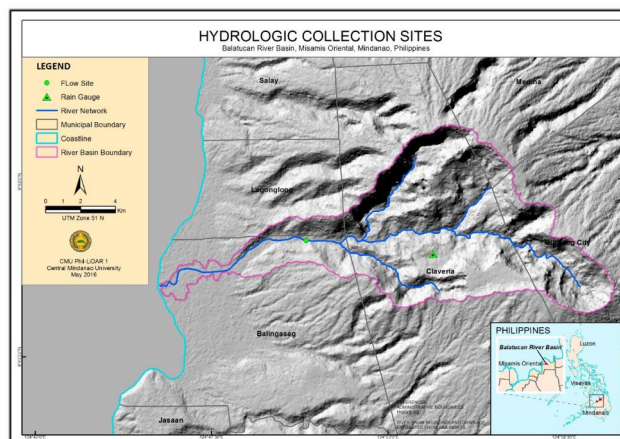 HYDROLOGIC COLLECTION SITES
Balatucan River Basin, Misamis Oriental, Mindanao, Philippines
LEGEND
FLow Site
Rain Gauge
River Network
Municipal Boundary
Coastline
River Basin Boundary
N
0 2 4
Km
UTM Zone 51 N
CMU Phil-LiDAR 1
Central Mindanao University
May 2016
Salay
Medina
Lagonglong
City
Claveria
Balingasag
Jasaan
PHILIPPINES
Balatucan River Basin
Luzon
Misamis Oriental
Visayas
Mindanao